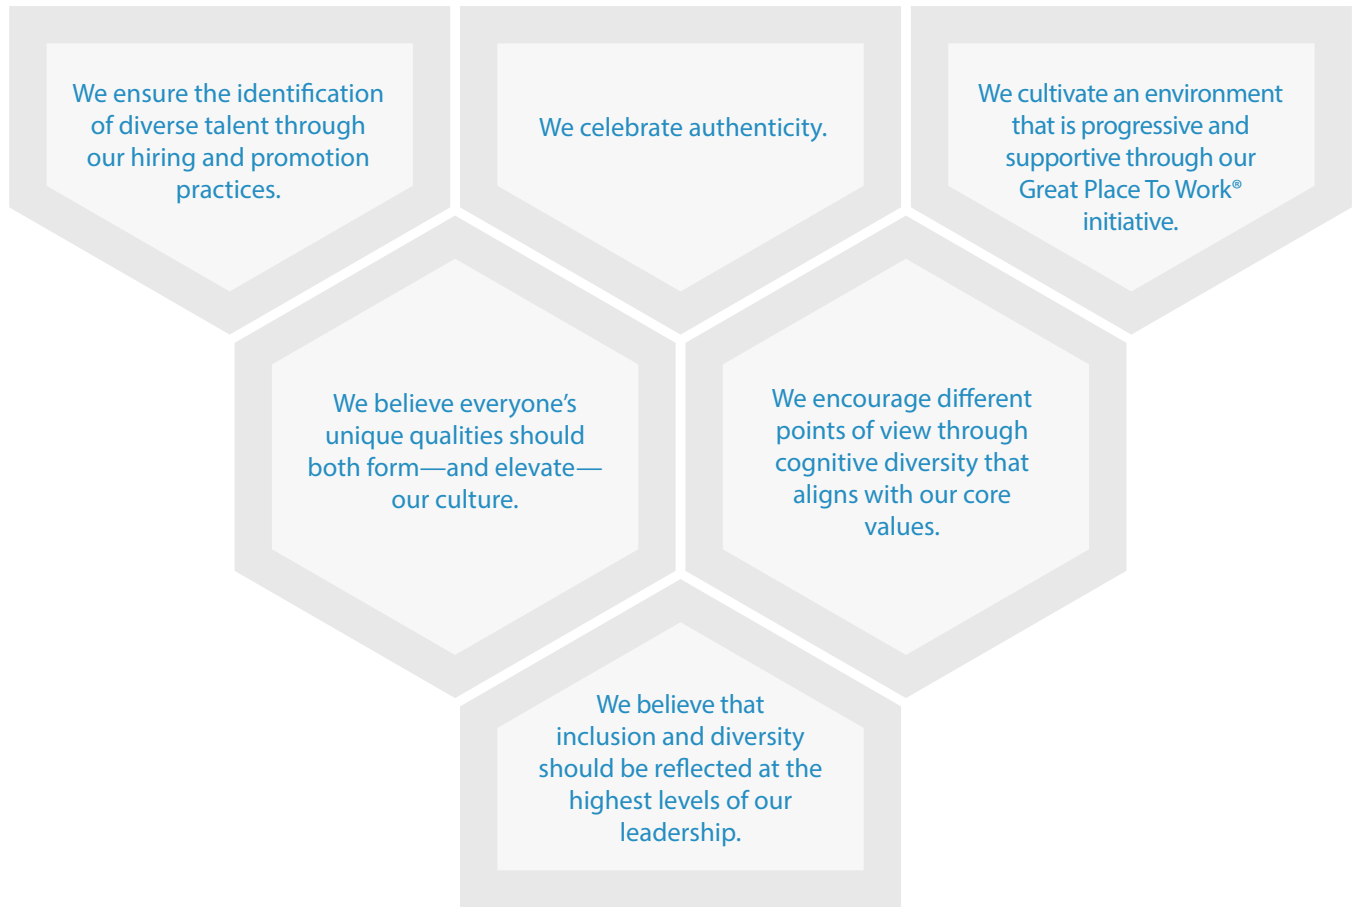 We ensure the identification
of diverse talent through
our hiring and promotion
practices.
We celebrate authenticity.
We cultivate an environment
that is progressive and
supportive through our
Great Place To Work®
initiative.
We believe everyone’s
unique qualities should
both form—and elevate—
our culture.
We encourage different
points of view through
cognitive diversity that
aligns with our core
values.
We believe that
inclusion and diversity
should be reflected at the
highest levels of our
leadership.